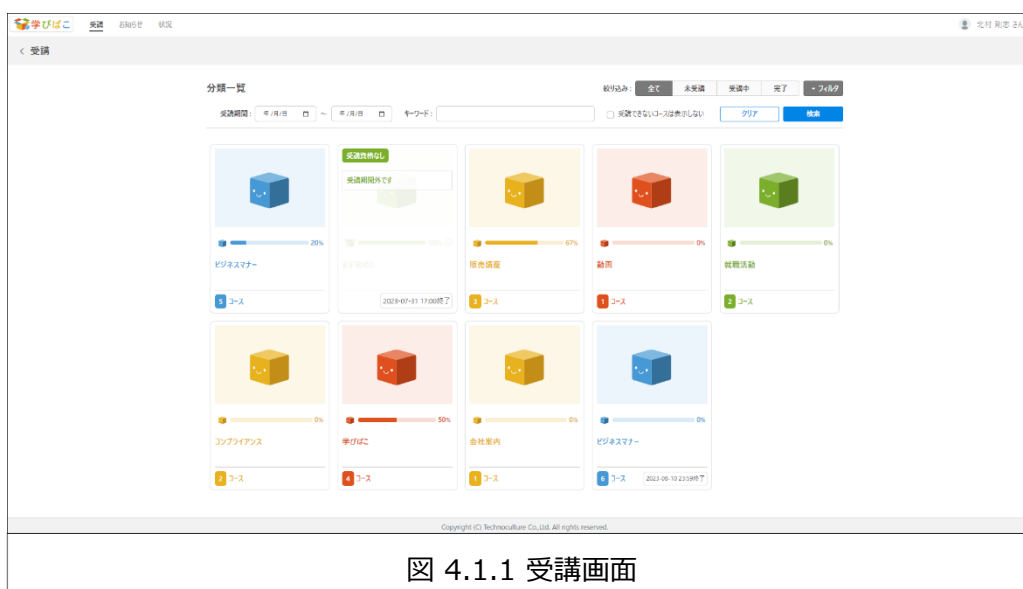 学びばこ 受講 お知らせ 状況 北村 さん
< 受講
分類一覧 絞り込み: 全て 未受講 受講中 完了 フィルタ
受講期間: 年/月/日 ~ 年/月/日 キーワード: 受講できないコースは表示しない クリア 検索
受講資格なし
受講期間外です
20% 67% 0% 0%
ビジネスマナー 販売講座 動画 就職活動
5 コース 2023-07-31 17:00終了 3 コース 1 コース 2 コース
0% 50% 0% 0%
コンプライアンス 学びばこ 会社案内 ビジネスマナー
2 コース 4 コース 1 コース 6 コース 2023-06-10 23:59終了
Copyright (C) Technoculture Co.,Ltd. All rights reserved.
図 4.1.1 受講画面